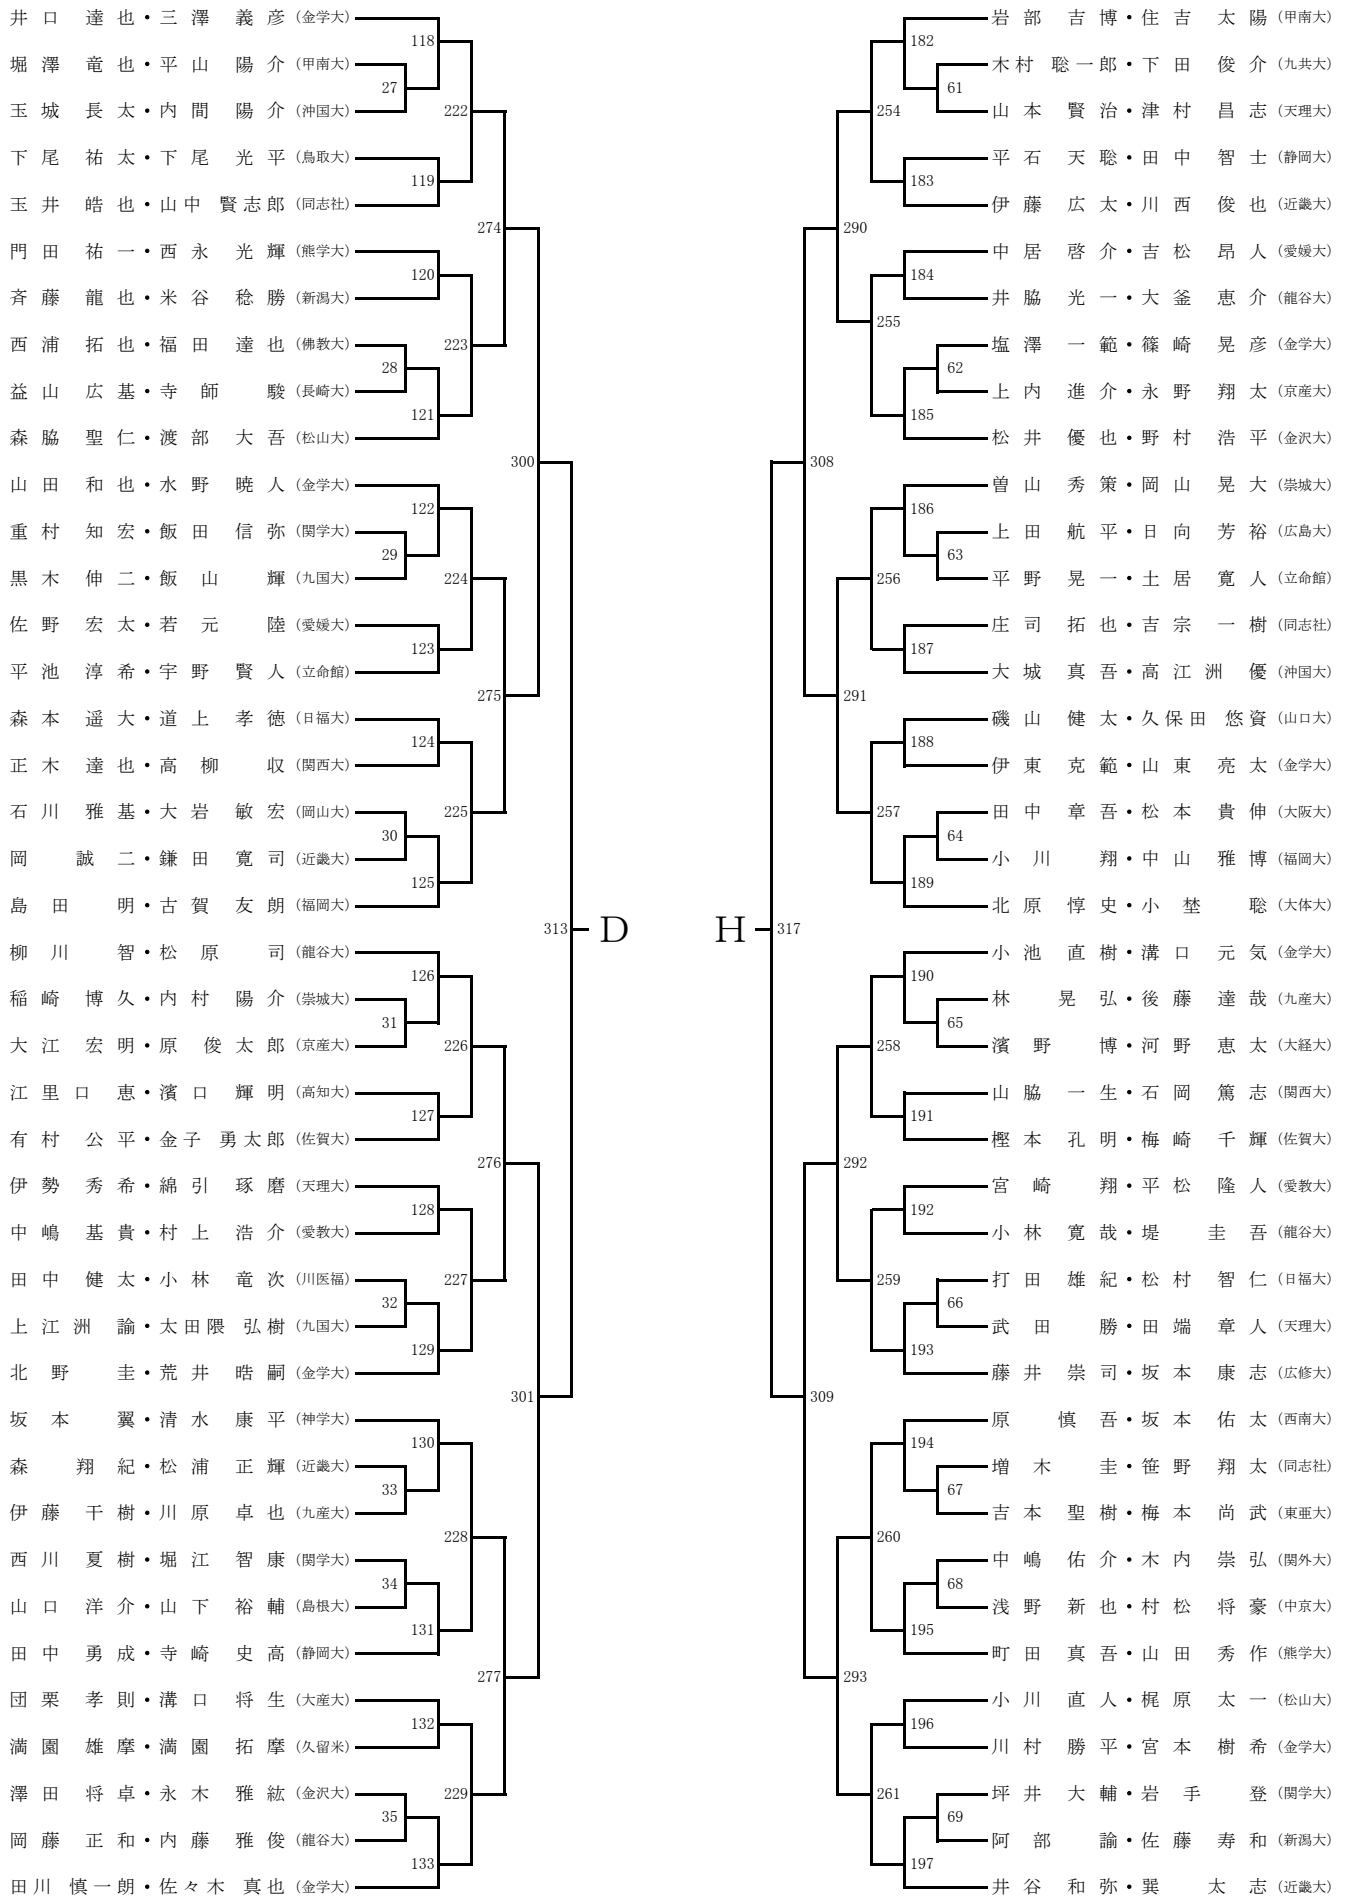 井口 達也・三澤 義彦 (金学大)
118
堀澤 竜也・平山 陽介 (甲南大)
27
玉城 長太・内間 陽介 (沖国大)
222
下尾 祐太・下尾 光平 (鳥取大)
119
玉井 皓也・山中 賢志郎 (同志社)
274
門田 祐一・西永 光輝 (熊学大)
120
斉藤 龍也・米谷 稔勝 (新潟大)
西浦 拓也・福田 達也 (佛教大)
223
28
益山 広基・寺師 駿 (長崎大)
121
森脇 聖仁・渡部 大吾 (松山大)
300
山田 和也・水野 暁人 (金学大)
122
重村 知宏・飯田 信弥 (関学大)
29
黒木 伸二・飯山 輝 (九国大)
224
佐野 宏太・若元 陸 (愛媛大)
123
平池 淳希・宇野 賢人 (立命館)
275
森本 遥大・道上 孝徳 (日福大)
124
正木 達也・高柳 収 (関西大)
石川 雅基・大岩 敏宏 (岡山大)
225
30
岡 誠二・鎌田 寛司 (近畿大)
125
島田 明・古賀 友朗 (福岡大)
313 D
柳川 智・松原 司 (龍谷大)
126
稲崎 博久・内村 陽介 (崇城大)
31
大江 宏明・原 俊太郎 (京産大)
226
江里口 恵・濱口 輝明 (高知大)
127
有村 公平・金子 勇太郎 (佐賀大)
276
伊勢 秀希・綿引 琢磨 (天理大)
128
中嶋 基貴・村上 浩介 (愛教大)
田中 健太・小林 竜次 (川医福)
227
32
上江洲 諭・太田隈 弘樹 (九国大)
129
北野 圭・荒井 晧嗣 (金学大)
301
坂本 翼・清水 康平 (神学大)
130
森 翔紀・松浦 正輝 (近畿大)
33
伊藤 干樹・川原 卓也 (九産大)
228
西川 夏樹・堀江 智康 (関学大)
34
山口 洋介・山下 裕輔 (島根大)
131
田中 勇成・寺崎 史高 (静岡大)
277
団栗 孝則・溝口 将生 (大産大)
132
満園 雄摩・満園 拓摩 (久留米)
澤田 将卓・永木 雅紘 (金沢大)
229
35
岡藤 正和・内藤 雅俊 (龍谷大)
133
田川 慎一朗・佐々木 真也 (金学大)
岩部 吉博・住吉 太陽 (甲南大)
182
木村 聡一郎・下田 俊介 (九共大)
61
山本 賢治・津村 昌志 (天理大)
254
平石 天聡・田中 智士 (静岡大)
183
伊藤 広太・川西 俊也 (近畿大)
290
中居 啓介・吉松 昂人 (愛媛大)
184
井脇 光一・大釜 恵介 (龍谷大)
255
塩澤 一範・篠崎 晃彦 (金学大)
62
上内 進介・永野 翔太 (京産大)
185
松井 優也・野村 浩平 (金沢大)
308
曽山 秀策・岡山 晃大 (崇城大)
186
上田 航平・日向 芳裕 (広島大)
63
平野 晃一・土居 寛人 (立命館)
256
庄司 拓也・吉宗 一樹 (同志社)
187
大城 真吾・高江洲 優 (沖国大)
291
磯山 健太・久保田 悠資 (山口大)
188
伊東 克範・山東 亮太 (金学大)
田中 章吾・松本 貴伸 (大阪大)
257
64
小川 翔・中山 雅博 (福岡大)
189
北原 惇史・小埜 聡 (大体大)
H 317
小池 直樹・溝口 元気 (金学大)
190
林 晃弘・後藤 達哉 (九産大)
65
濱野 博・河野 恵太 (大経大)
258
山脇 一生・石岡 篤志 (関西大)
191
樫本 孔明・梅崎 千輝 (佐賀大)
292
宮崎 翔・平松 隆人 (愛教大)
192
小林 寛哉・堤 圭吾 (龍谷大)
打田 雄紀・松村 智仁 (日福大)
259
66
武田 勝・田端 章人 (天理大)
193
藤井 崇司・坂本 康志 (広修大)
309
原 慎吾・坂本 佑太 (西南大)
194
増木 圭・笹野 翔太 (同志社)
67
吉本 聖樹・梅本 尚武 (東亜大)
260
中嶋 佑介・木内 崇弘 (関外大)
68
浅野 新也・村松 将豪 (中京大)
195
町田 真吾・山田 秀作 (熊学大)
293
小川 直人・梶原 太一 (松山大)
196
川村 勝平・宮本 樹希 (金学大)
坪井 大輔・岩手 登 (関学大)
261
69
阿部 諭・佐藤 寿和 (新潟大)
197
井谷 和弥・巽 太志 (近畿大)